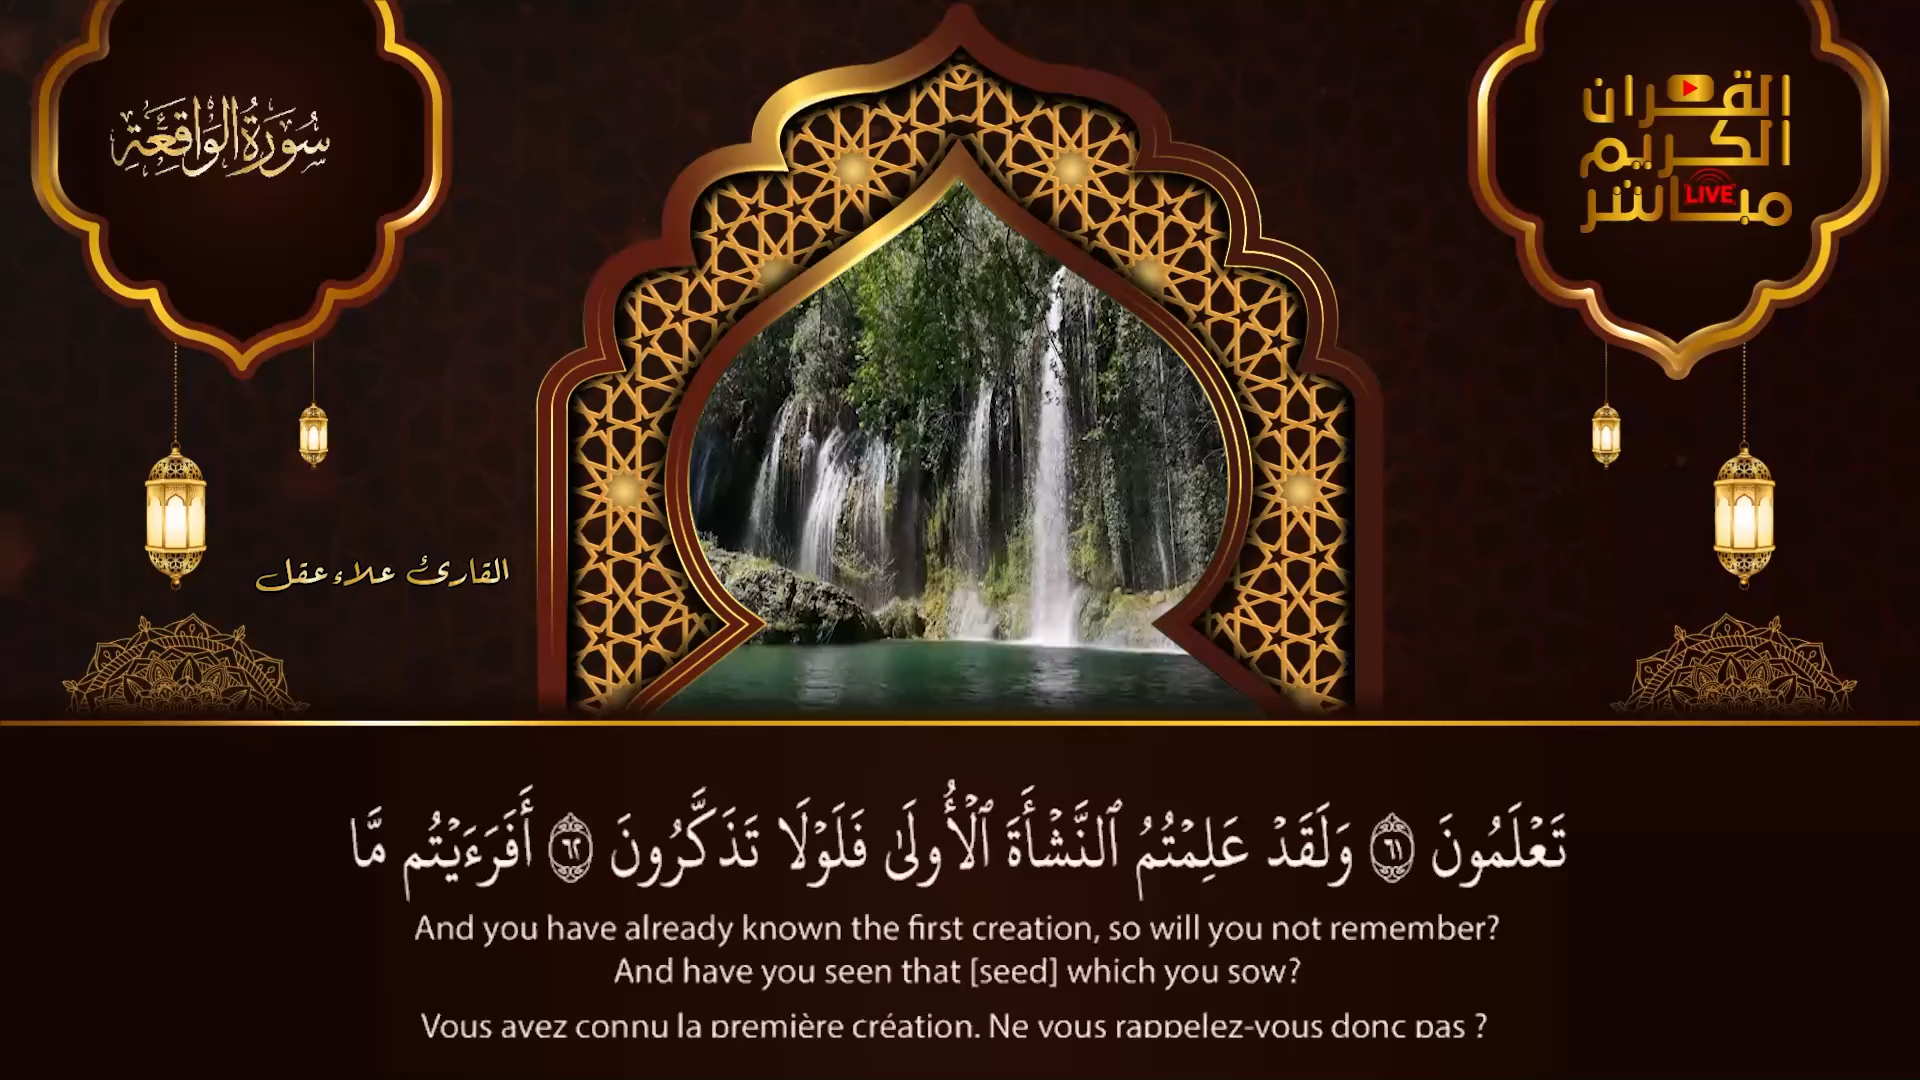 سُورَةُ الْوَاقِعَةِ
القران
الكريم
مباشر
LIVE
القارئ علاء عقل
تَعْلَمُونَ ٦١ وَلَقَدْ عَلِمْتُمُ ٱلنَّشْأَةَ ٱلْأُولَىٰ فَلَوْلَا تَذَكَّرُونَ ٦٢ أَفَرَءَيْتُم مَّا
And you have already known the first creation, so will you not remember?
And have you seen that [seed] which you sow?
Vous avez connu la première création. Ne vous rappelez-vous donc pas ?